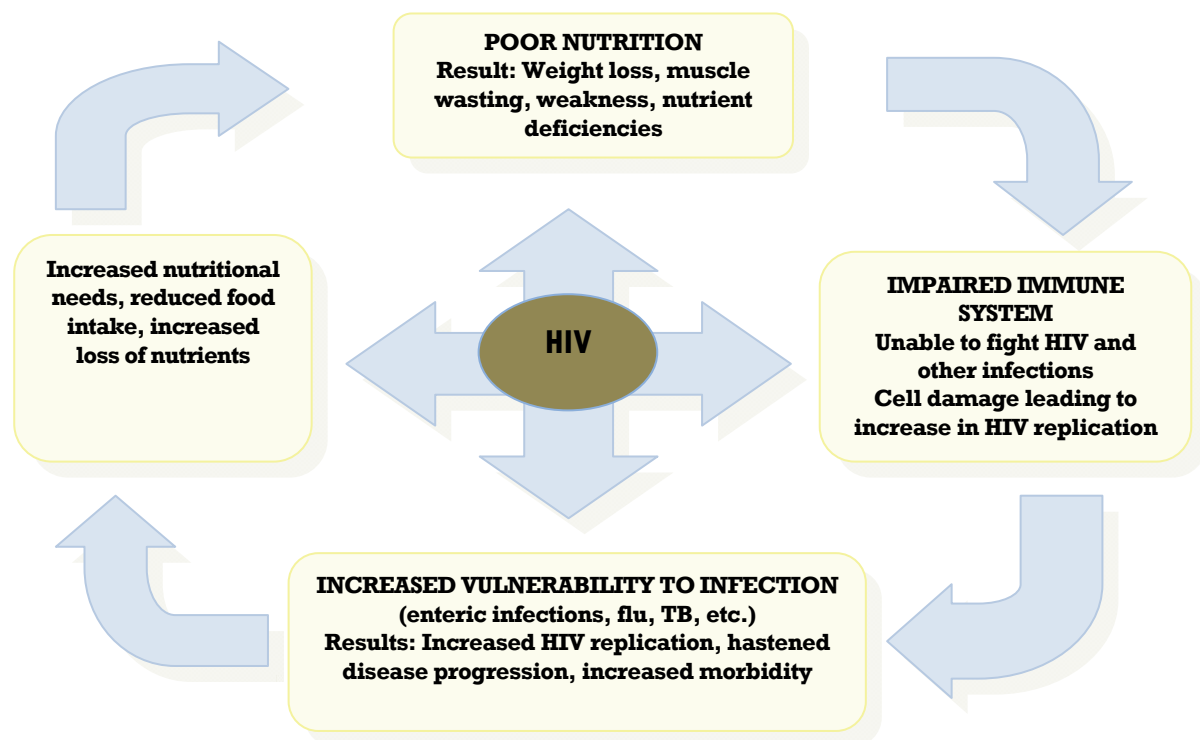 POOR NUTRITION
Result: Weight loss, muscle
wasting, weakness, nutrient
deficiencies
Increased nutritional
needs, reduced food
intake, increased
loss of nutrients
HIV
IMPAIRED IMMUNE
SYSTEM
Unable to fight HIV and
other infections
Cell damage leading to
increase in HIV replication
INCREASED VULNERABILITY TO INFECTION
(enteric infections, flu, TB, etc.)
Results: Increased HIV replication, hastened
disease progression, increased morbidity